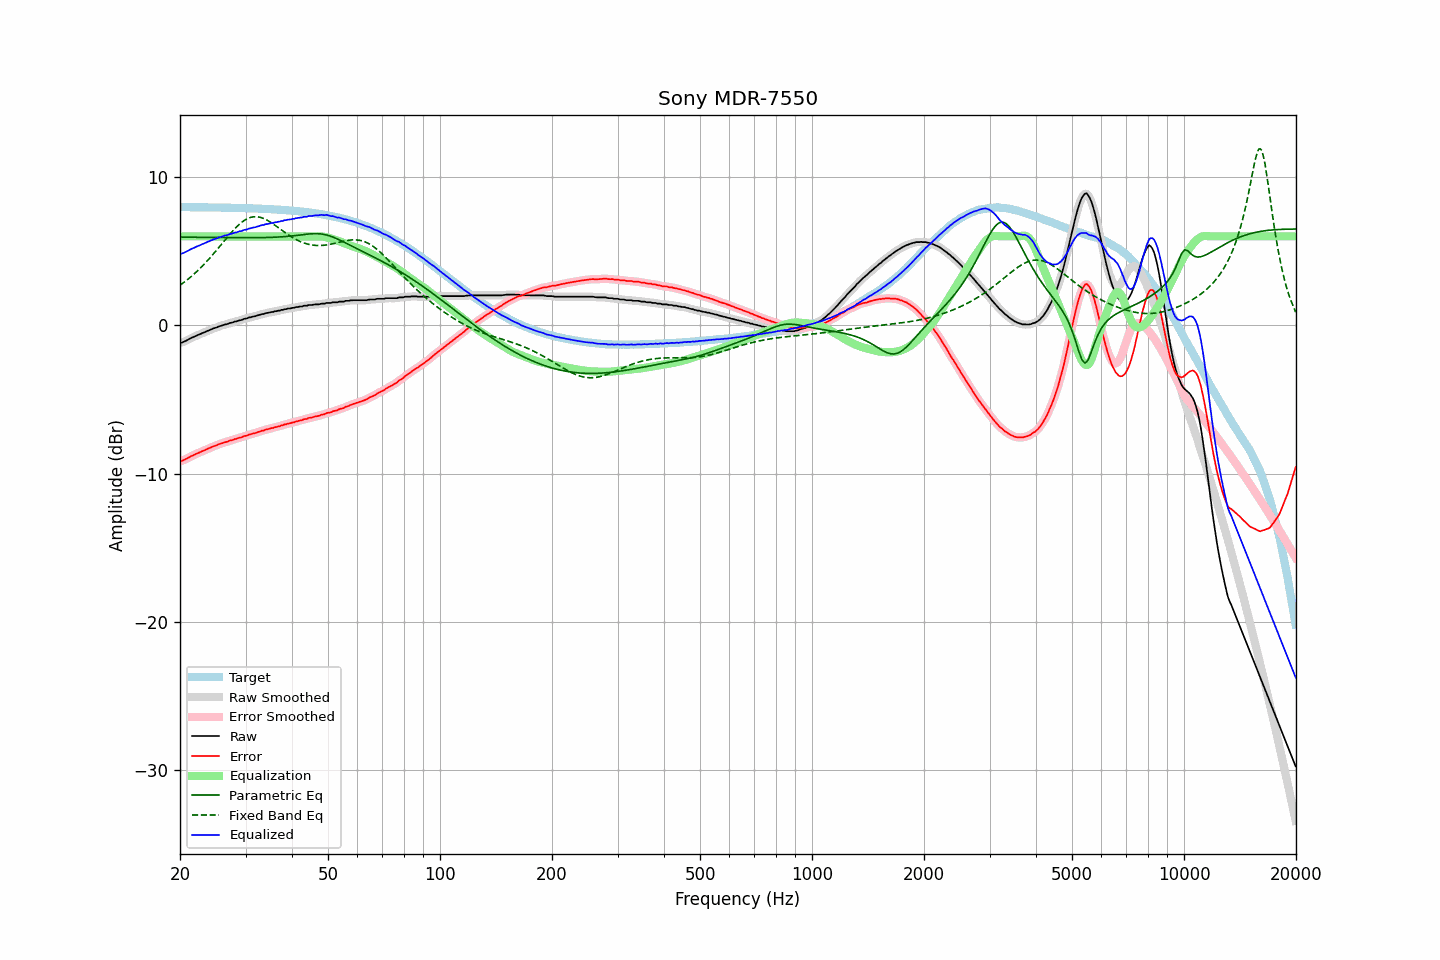 Sony MDR-7550
Amplitude (dBr)
10
0
−10
−20
−30
Target
Raw Smoothed
Error Smoothed
Raw
Error
Equalization
Parametric Eq
Fixed Band Eq
Equalized
20 50 100 200 500 1000 2000 5000 10000 20000
Frequency (Hz)